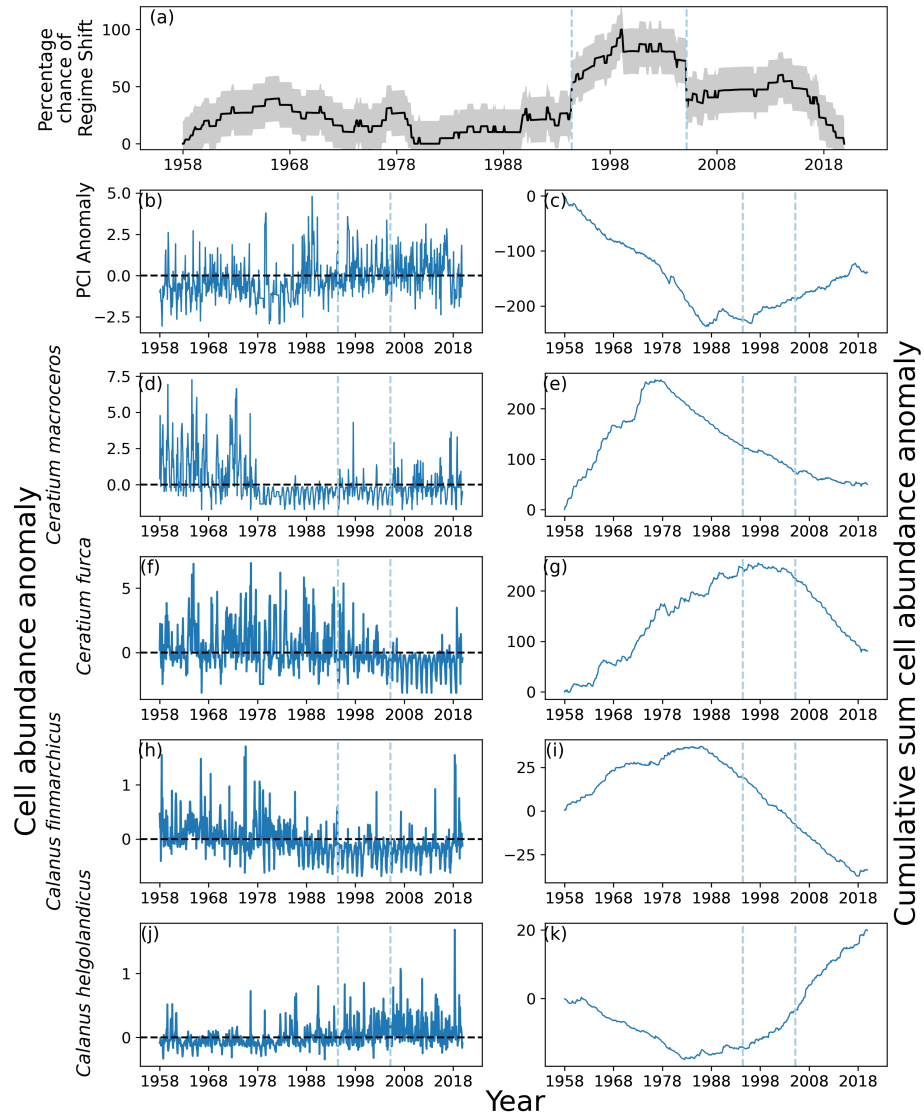 (a)
Percentage
chance of
Regime Shift
100
50
0
1958 1968 1978 1988 1998 2008 2018
(b)
PCI Anomaly
5.0
2.5
0.0
−2.5
1958 1968 1978 1988 1998 2008 2018
(c)
0
−100
−200
1958 1968 1978 1988 1998 2008 2018
(d)
Ceratium macroceros
7.5
5.0
2.5
0.0
1958 1968 1978 1988 1998 2008 2018
(e)
200
100
0
1958 1968 1978 1988 1998 2008 2018
(f)
Ceratium furca
5
0
1958 1968 1978 1988 1998 2008 2018
(g)
200
100
0
1958 1968 1978 1988 1998 2008 2018
(h)
Calanus finmarchicus
1
0
1958 1968 1978 1988 1998 2008 2018
(i)
25
0
−25
1958 1968 1978 1988 1998 2008 2018
(j)
Calanus helgolandicus
1
0
1958 1968 1978 1988 1998 2008 2018
(k)
20
0
1958 1968 1978 1988 1998 2008 2018
Cell abundance anomaly
Cumulative sum cell abundance anomaly
Year